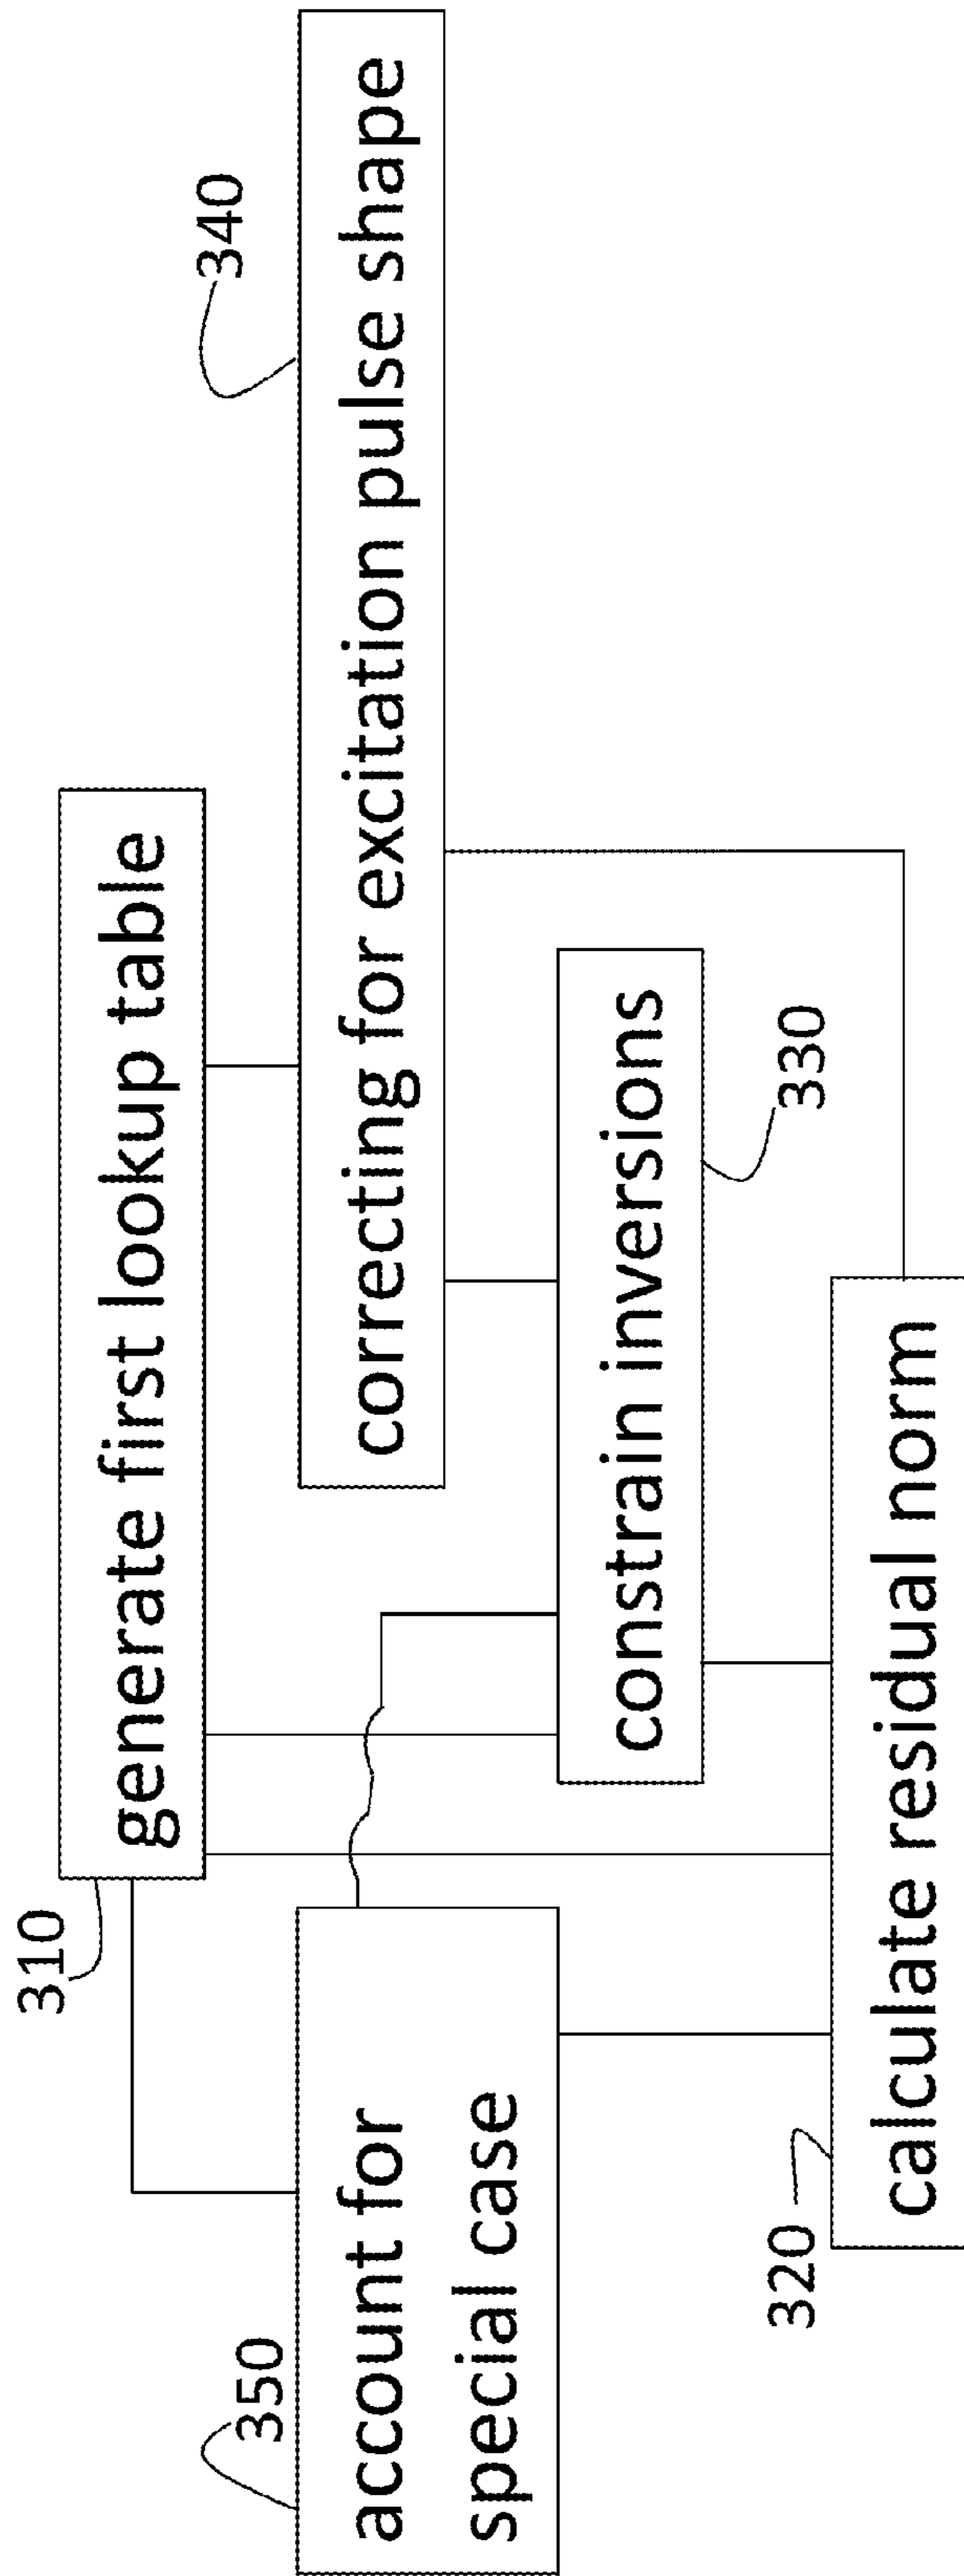 310
generate first lookup table
340
correcting for excitation pulse shape
350
account for
special case
constrain inversions
330
320
calculate residual norm